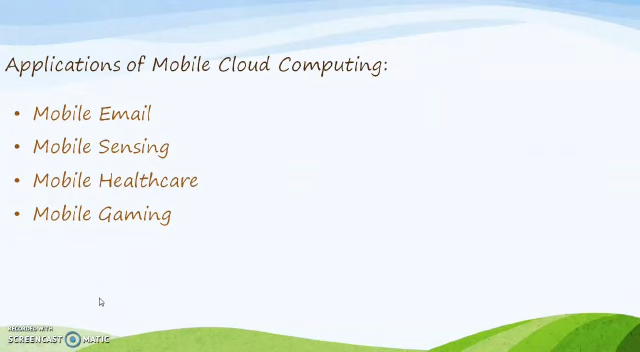 Applications of Mobile Cloud Computing:
• Mobile Email
• Mobile Sensing
• Mobile Healthcare
• Mobile Gaming
RECORDED WITH
SCREENCAST MATIC